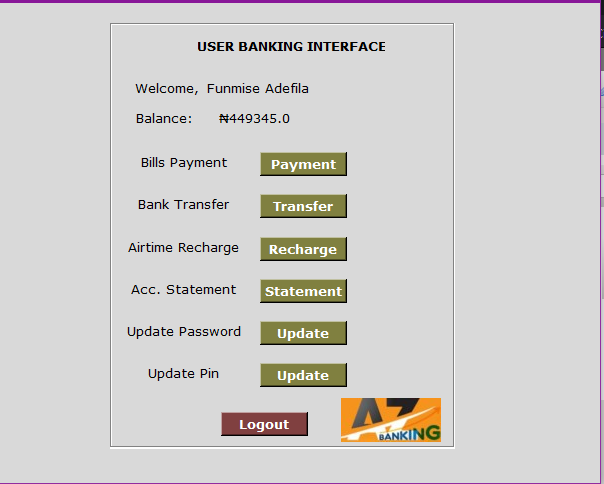 USER BANKING INTERFACE
Welcome, Funmise Adefila
Balance: ₦449345.0
Bills Payment Payment
Bank Transfer Transfer
Airtime Recharge Recharge
Acc. Statement Statement
Update Password Update
Update Pin Update
Logout
AZ
BANKING